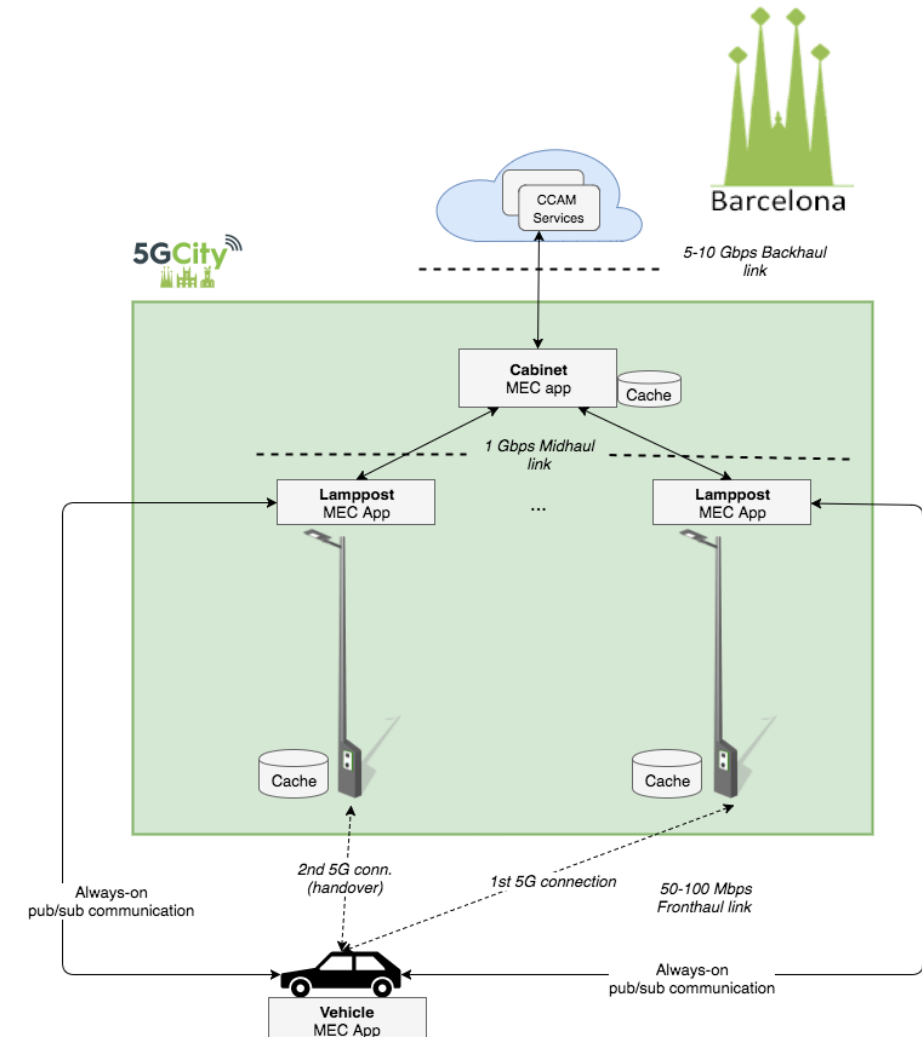 Barcelona
CCAM
Services
5GCity
5-10 Gbps Backhaul
link
Cabinet
MEC app
Cache
1 Gbps Midhaul
link
Lamppost
MEC App
...
Lamppost
MEC App
Cache
Cache
2nd 5G conn.
(handover)
1st 5G connection
50-100 Mbps
Fronthaul link
Always-on
pub/sub communication
Always-on
pub/sub communication
Vehicle
MEC App